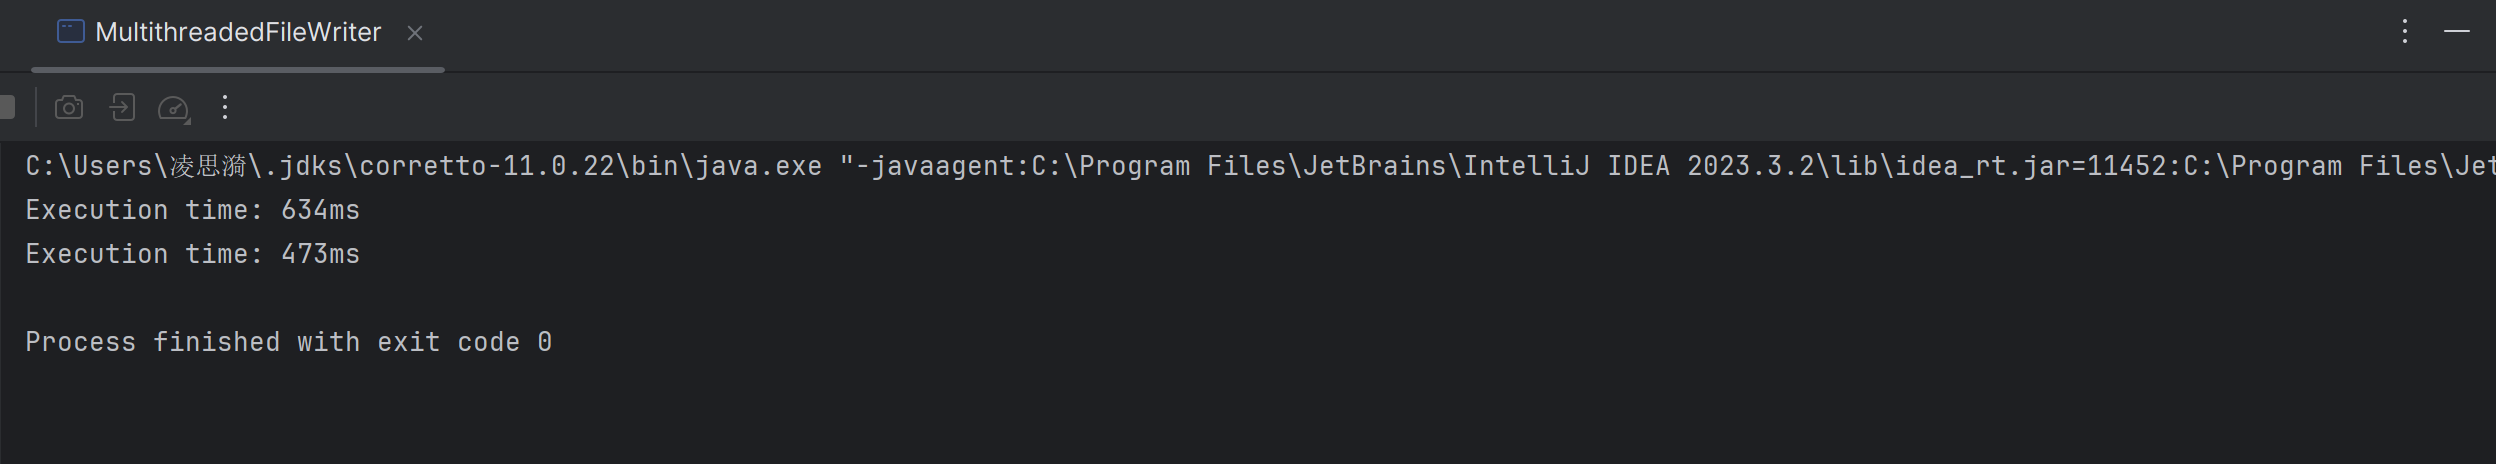 MultithreadedFileWriter
C:\Users\凌思漪\.jdks\corretto-11.0.22\bin\java.exe "-javaagent:C:\Program Files\JetBrains\IntelliJ IDEA 2023.3.2\lib\idea_rt.jar=11452:C:\Program Files\Jet
Execution time: 634ms
Execution time: 473ms
Process finished with exit code 0